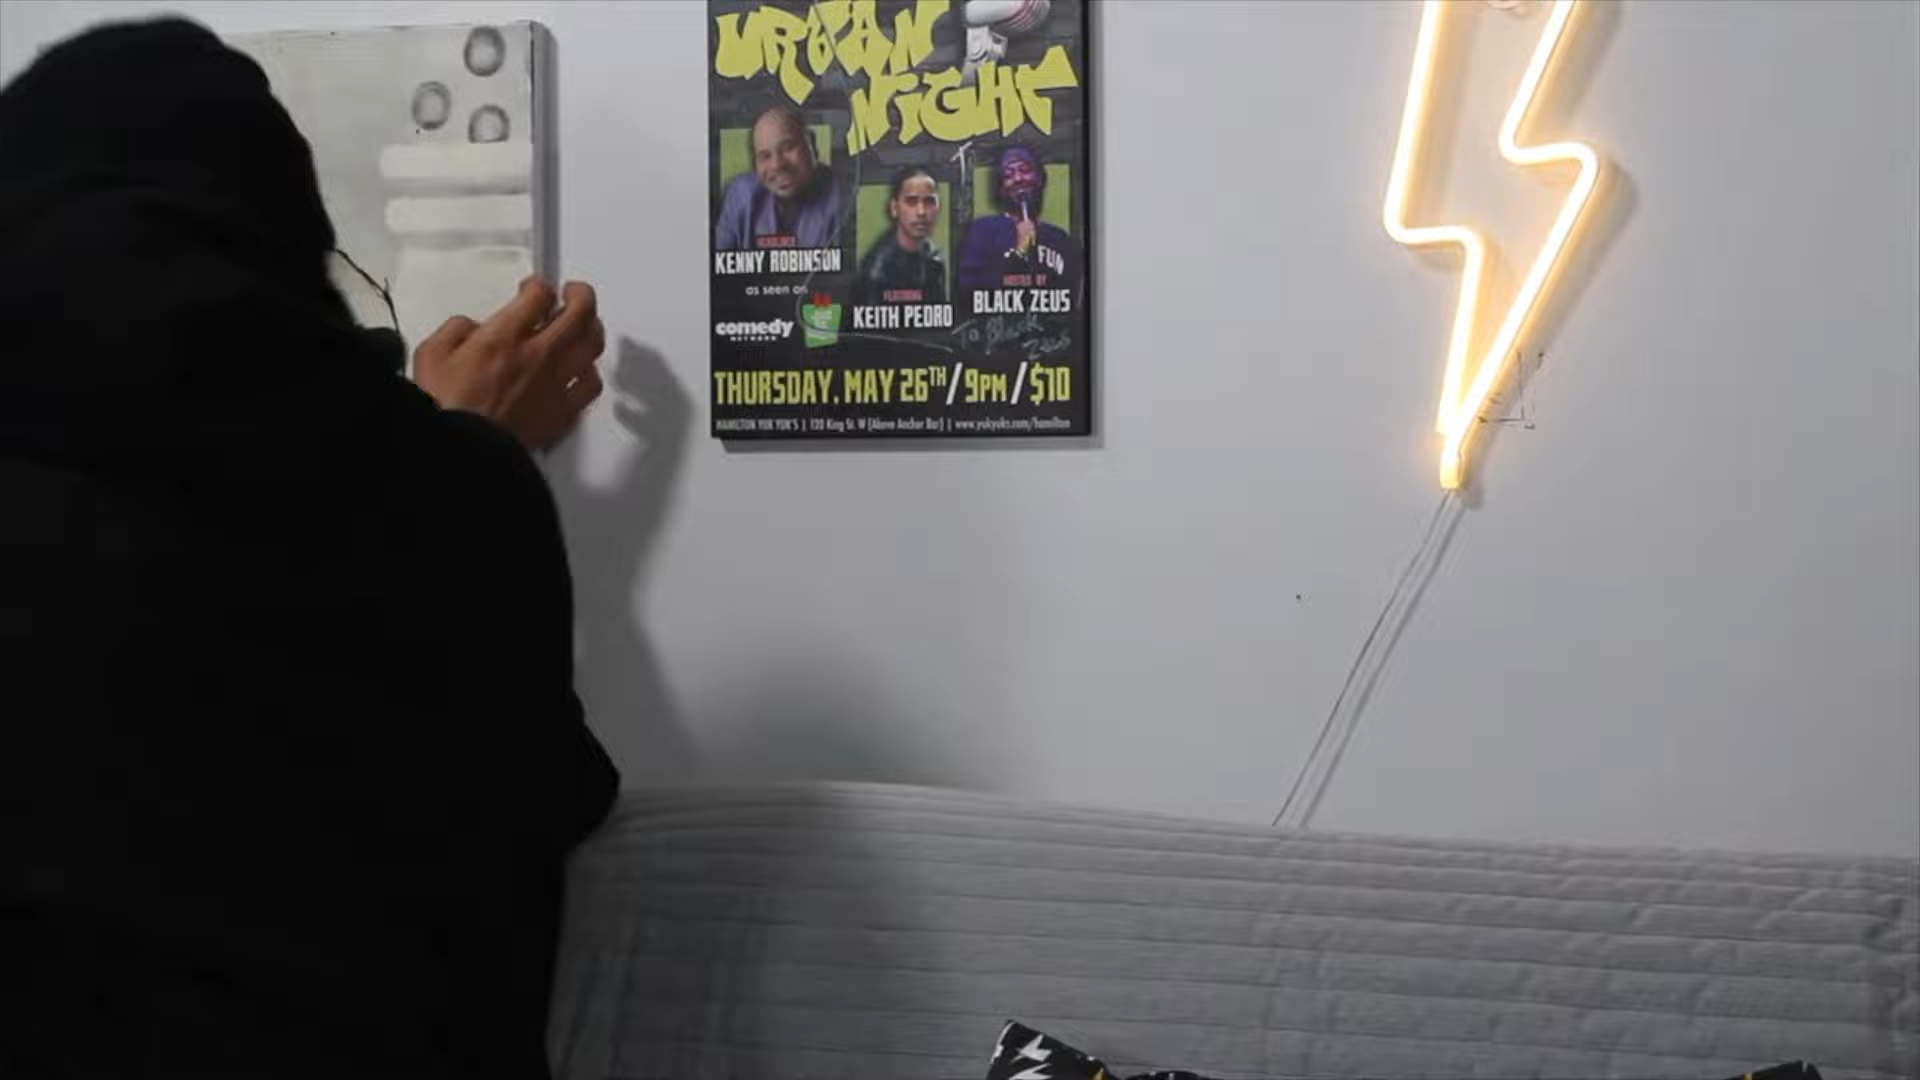 URBAN
NIGHT
HEADLINER
KENNY ROBINSON
as seen on
comedy
NETWORK
FEATURING
KEITH PEDRO
FUN
HOSTED BY
BLACK ZEUS
To Black
Zeus
THURSDAY, MAY 26TH/9PM/$10
HAMILTON YUK YUK'S | 120 King St. W (Above Anchor Bar) | www.yukyuks.com/hamilton